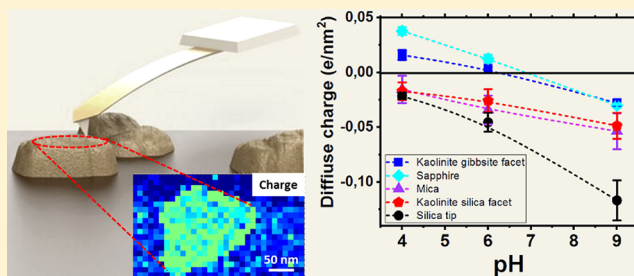 Charge
50 nm
Diffuise charge (e/nm²)
0,05
0,00
-0,05
-0,10
Kaolinite gibbsite facet
Sapphire
Mica
Kaolinite silica facet
Silica tip
4 5 6 7 8 9
pH